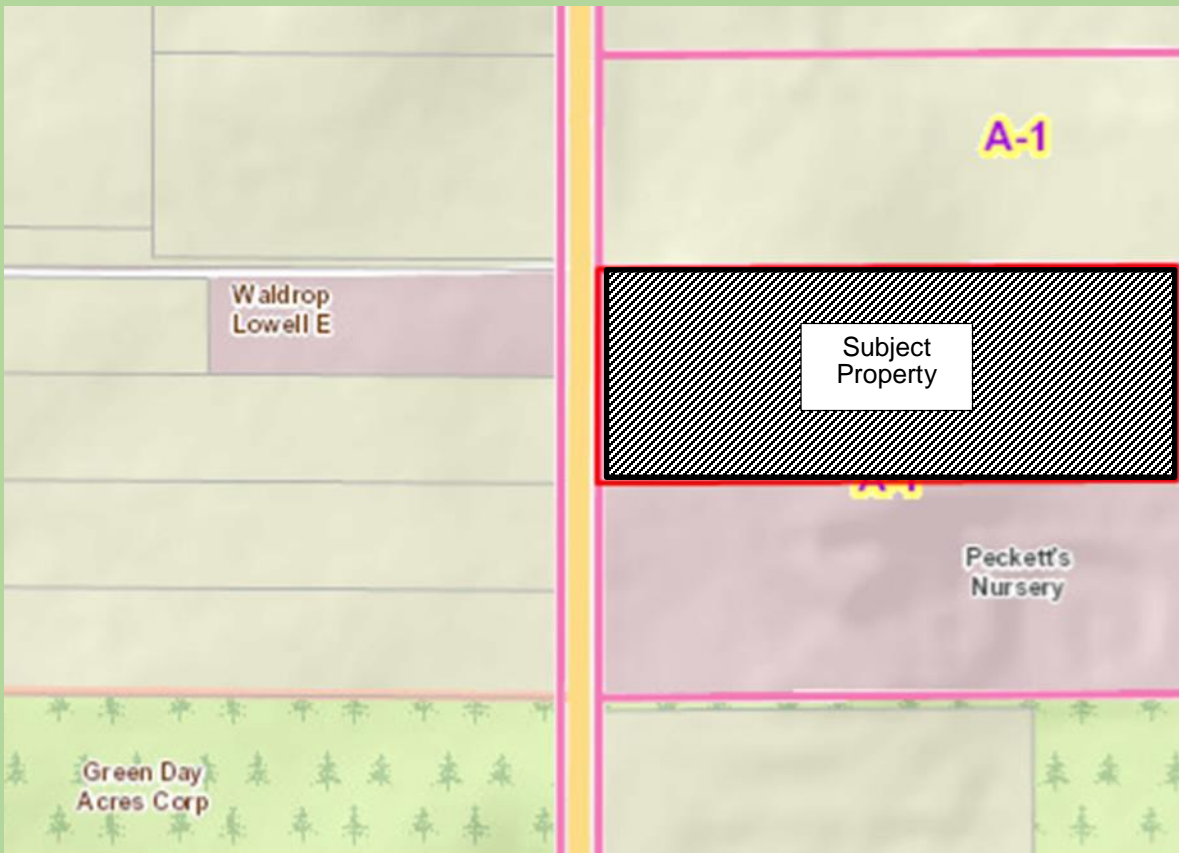 A-1
Waldrop
Lowell E
Subject
Property
Peckett's
Nursery
Green Day
Acres Corp